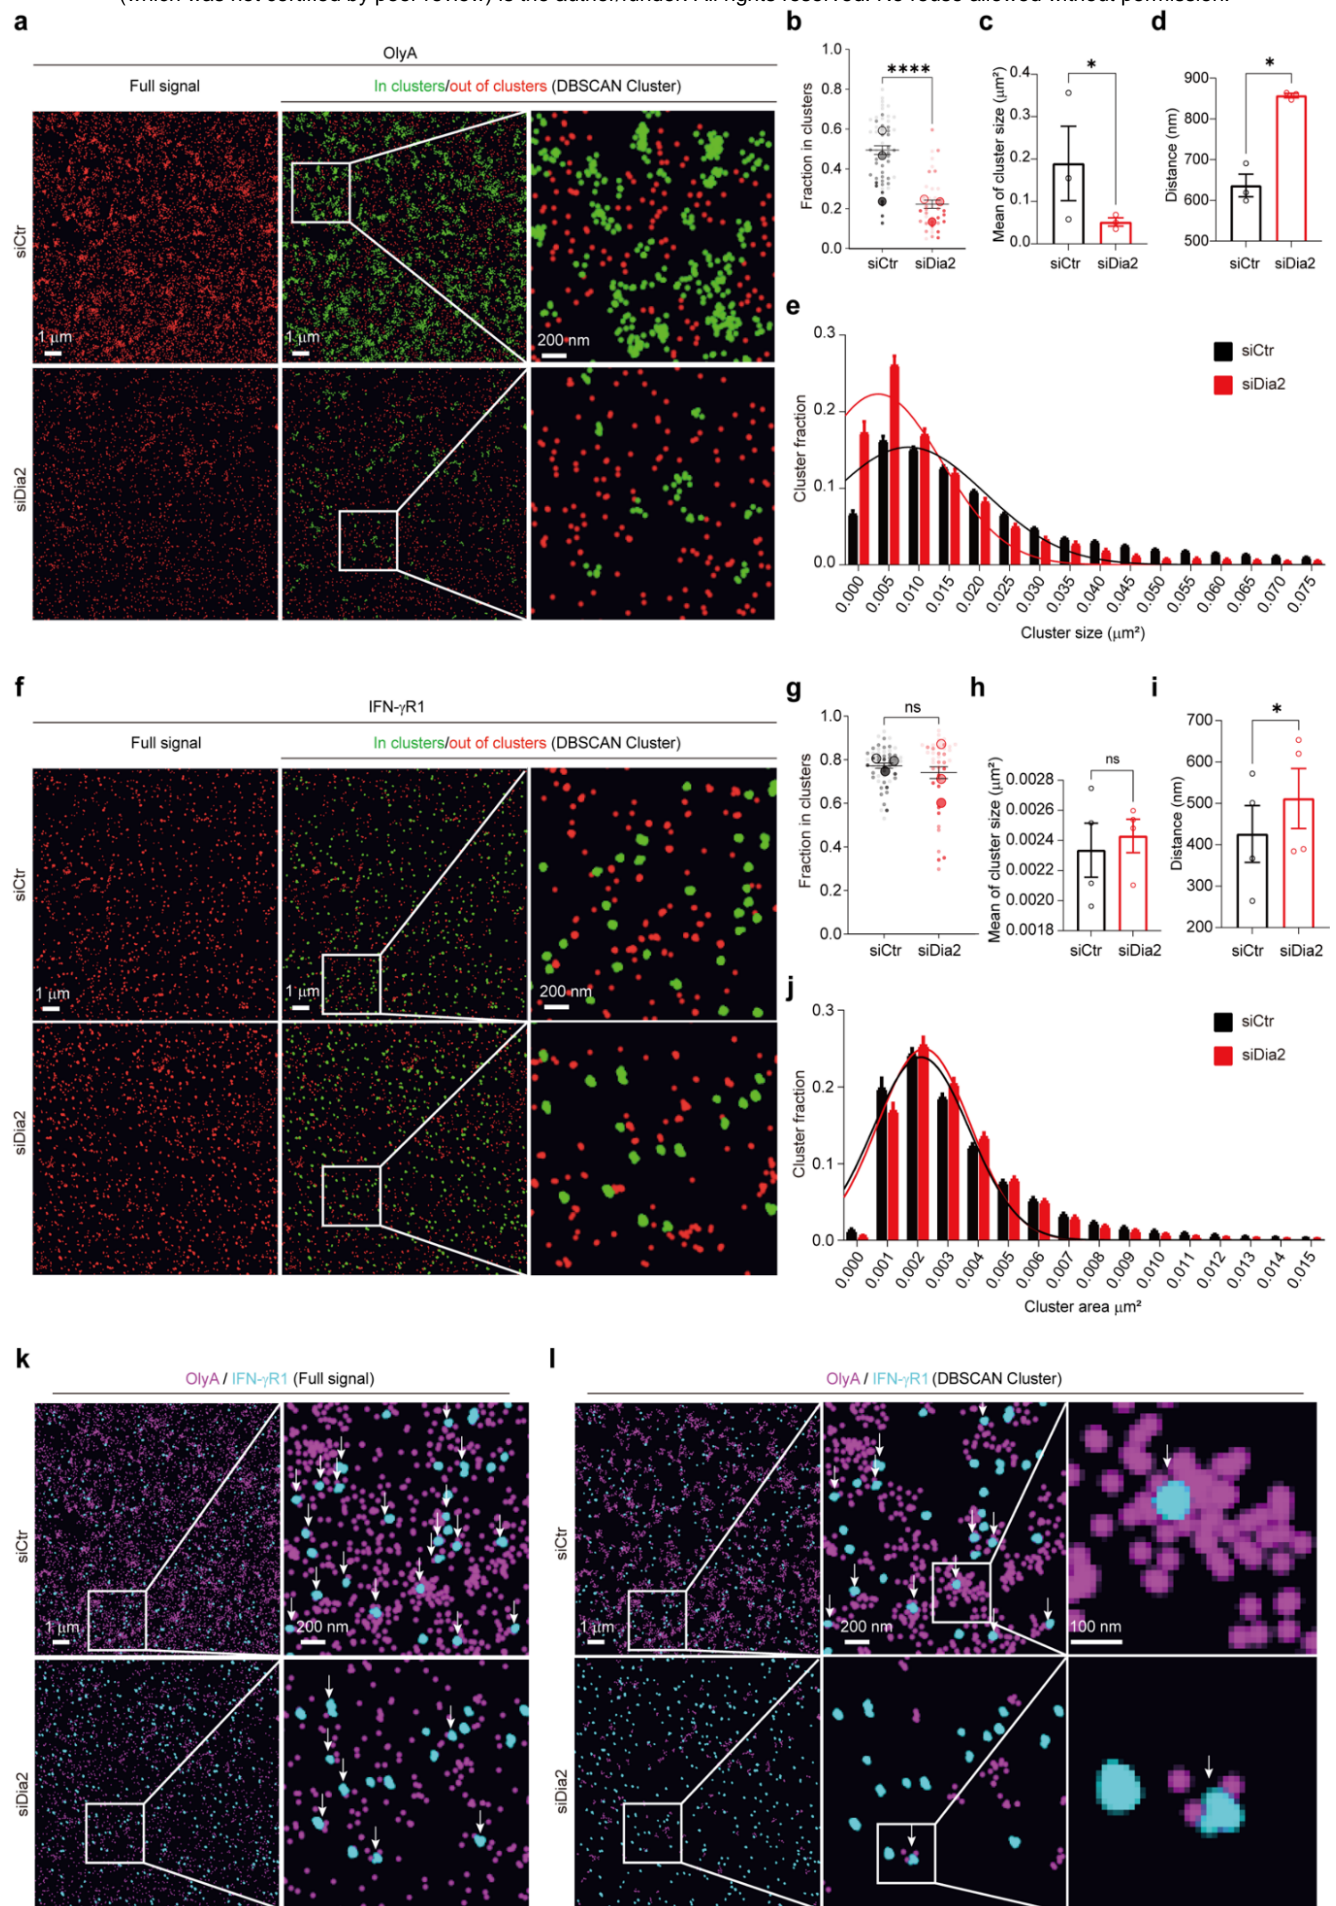 (which was not certified by peer review) is the author/funder. All rights reserved. No reuse allowed without permission.
a
OlyA
Full signal
In clusters/out of clusters (DBSCAN Cluster)
siCtr
1 μm
1 μm
200 nm
siDia2
b
Fraction in clusters
1.0
0.8
0.6
0.4
0.2
0.0
****
siCtr
siDia2
c
Mean of cluster size (μm²)
0.4
0.3
0.2
0.1
0.0
*
siCtr siDia2
d
Distance (nm)
900
800
700
600
500
*
siCtr siDia2
e
Cluster fraction
0.3
0.2
0.1
0.0
siCtr
siDia2
0.000 0.005 0.010 0.015 0.020 0.025 0.030 0.035 0.040 0.045 0.050 0.055 0.060 0.065 0.070 0.075
Cluster size (μm²)
f
IFN-γR1
Full signal
In clusters/out of clusters (DBSCAN Cluster)
siCtr
1 μm
1 μm
200 nm
siDia2
g
Fraction in clusters
1.0
0.8
0.6
0.4
0.2
0.0
ns
siCtr siDia2
h
Mean of cluster size (μm²)
0.0028
0.0026
0.0024
0.0022
0.0020
0.0018
ns
siCtr siDia2
i
Distance (nm)
700
600
500
400
300
200
*
siCtr siDia2
j
Cluster fraction
0.3
0.2
0.1
0.0
siCtr
siDia2
0.000 0.001 0.002 0.003 0.004 0.005 0.006 0.007 0.008 0.009 0.010 0.011 0.012 0.013 0.014 0.015
Cluster area μm²
k
OlyA / IFN-γR1 (Full signal)
siCtr
1 μm
200 nm
siDia2
l
OlyA / IFN-γR1 (DBSCAN Cluster)
siCtr
1 μm
200 nm
100 nm
siDia2